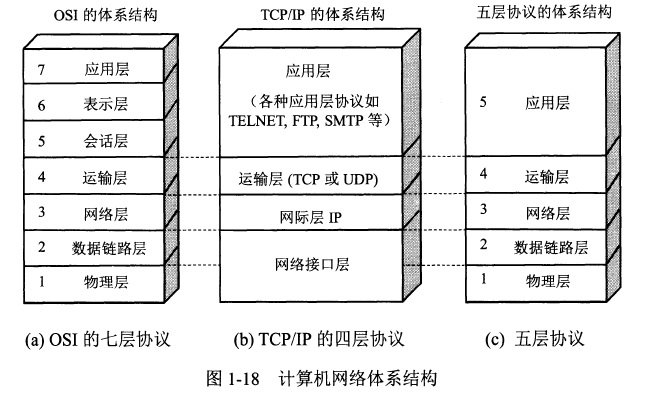 OSI 的体系结构
7 应用层
6 表示层
5 会话层
4 运输层
3 网络层
2 数据链路层
1 物理层
(a) OSI 的七层协议
TCP/IP 的体系结构
应用层
(各种应用层协议如
TELNET, FTP, SMTP 等)
运输层 (TCP 或 UDP)
网际层 IP
网络接口层
(b) TCP/IP 的四层协议
五层协议的体系结构
5 应用层
4 运输层
3 网络层
2 数据链路层
1 物理层
(c) 五层协议
图 1-18 计算机网络体系结构